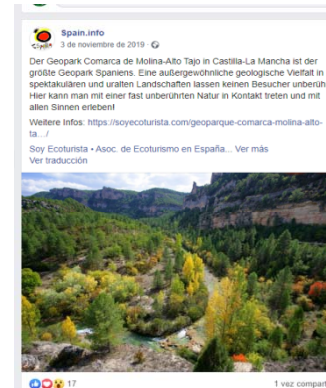 Spain.info
3 de noviembre de 2019 ·
Der Geopark Comarca de Molina-Alto Tajo in Castilla-La Mancha ist der
größte Geopark Spaniens. Eine außergewöhnliche geologische Vielfalt in
spektakulären und uralten Landschaften lassen keinen Besucher unberüh
Hier kann man mit einer fast unberührten Natur in Kontakt treten und mit
allen Sinnen erleben!
Weitere Infos: https://soyecoturista.com/geoparque-comarca-molina-alto-
ta…/
Soy Ecoturista • Asoc. de Ecoturismo en España... Ver más
Ver traducción
17
1 vez compart